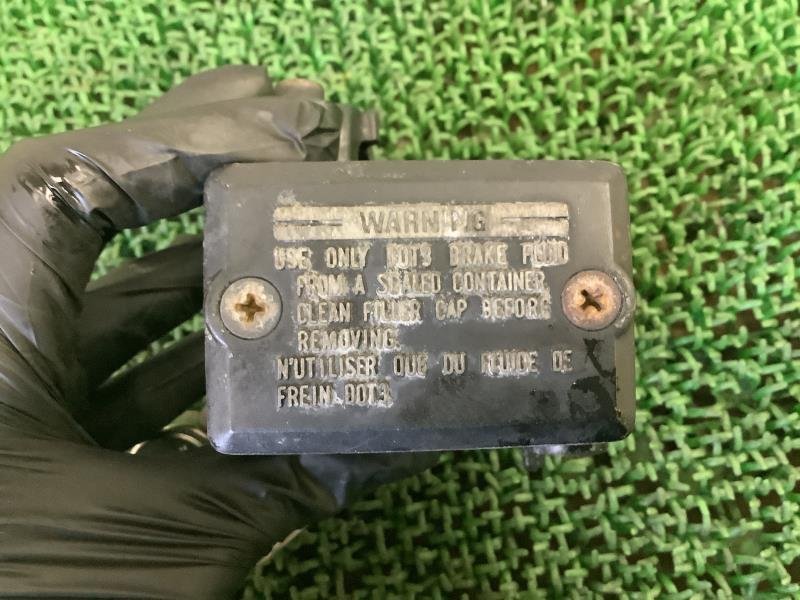 WARNING
USE ONLY DOT3 BRAKE FLUID
FROM A SEALED CONTAINER
CLEAN FILLER CAP BEFORE
REMOVING.
N'UTILISER QUE DU FLUIDE DE
FREIN DOT3